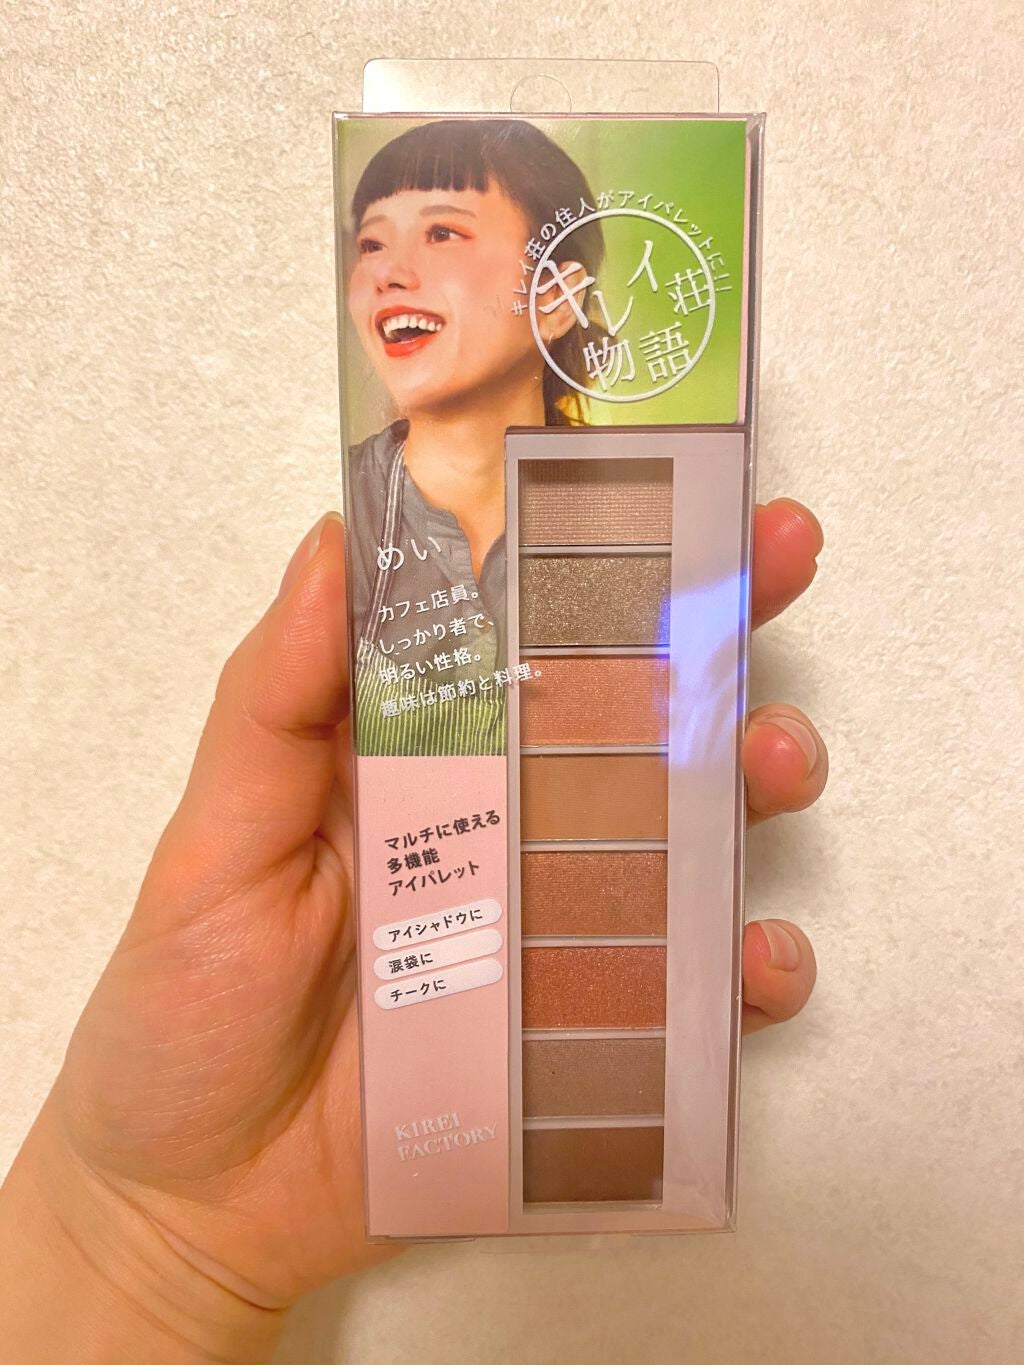 キレイ荘の住人がアイパレットに!!
キレイ荘
物語
めい
カフェ店員。
しっかり者で、
明るい性格。
趣味は節約と料理。
マルチに使える
多機能
アイパレット
アイシャドウに
涙袋に
チークに
KIREI
FACTORY